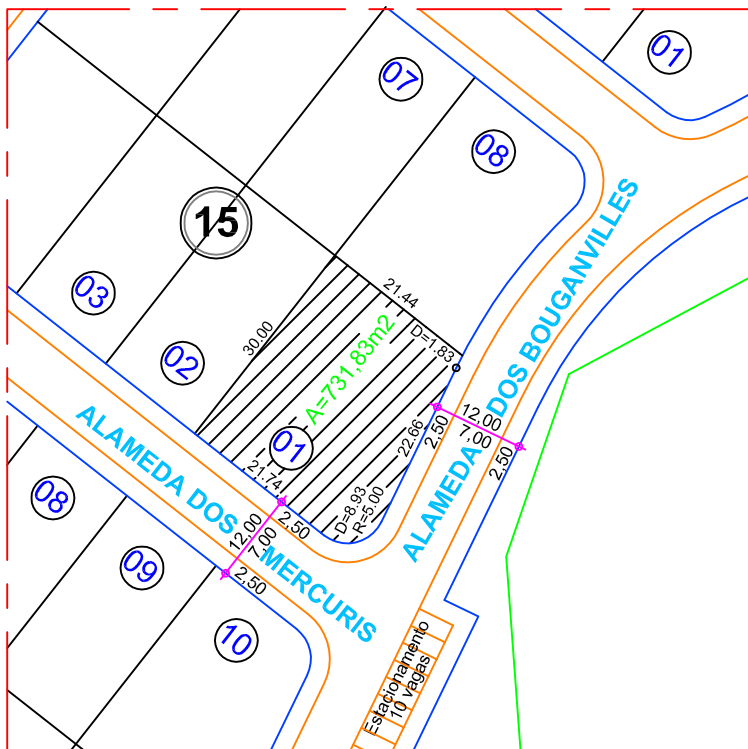 01
07
08
15
03
02
21.44
30.00
D=1,83
A=731,83m2
01
21.74
22.66
D=8.93
R=5.00
ALAMEDA DOS BOUGANVILLES
12,00
7,00
2,50
2,50
ALAMEDA DOS MERCURIS
12,00
7,00
2,50
2,50
08
09
10
Estacionamento
10 vagas